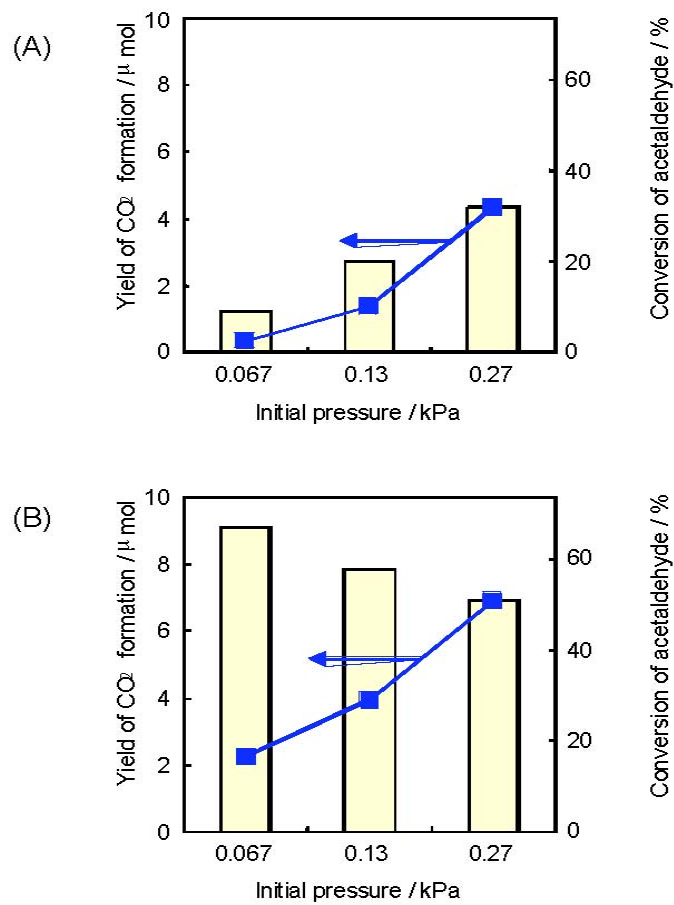 (A)
Yield of CO2 formation / μ mol
10
8
6
4
2
0
60
40
20
0
Conversion of acetaldehyde / %
0.067 0.13 0.27
Initial pressure / kPa
(B)
Yield of CO2 formation / μ mol
10
8
6
4
2
0
60
40
20
0
Conversion of acetaldehyde / %
0.067 0.13 0.27
Initial pressure / kPa